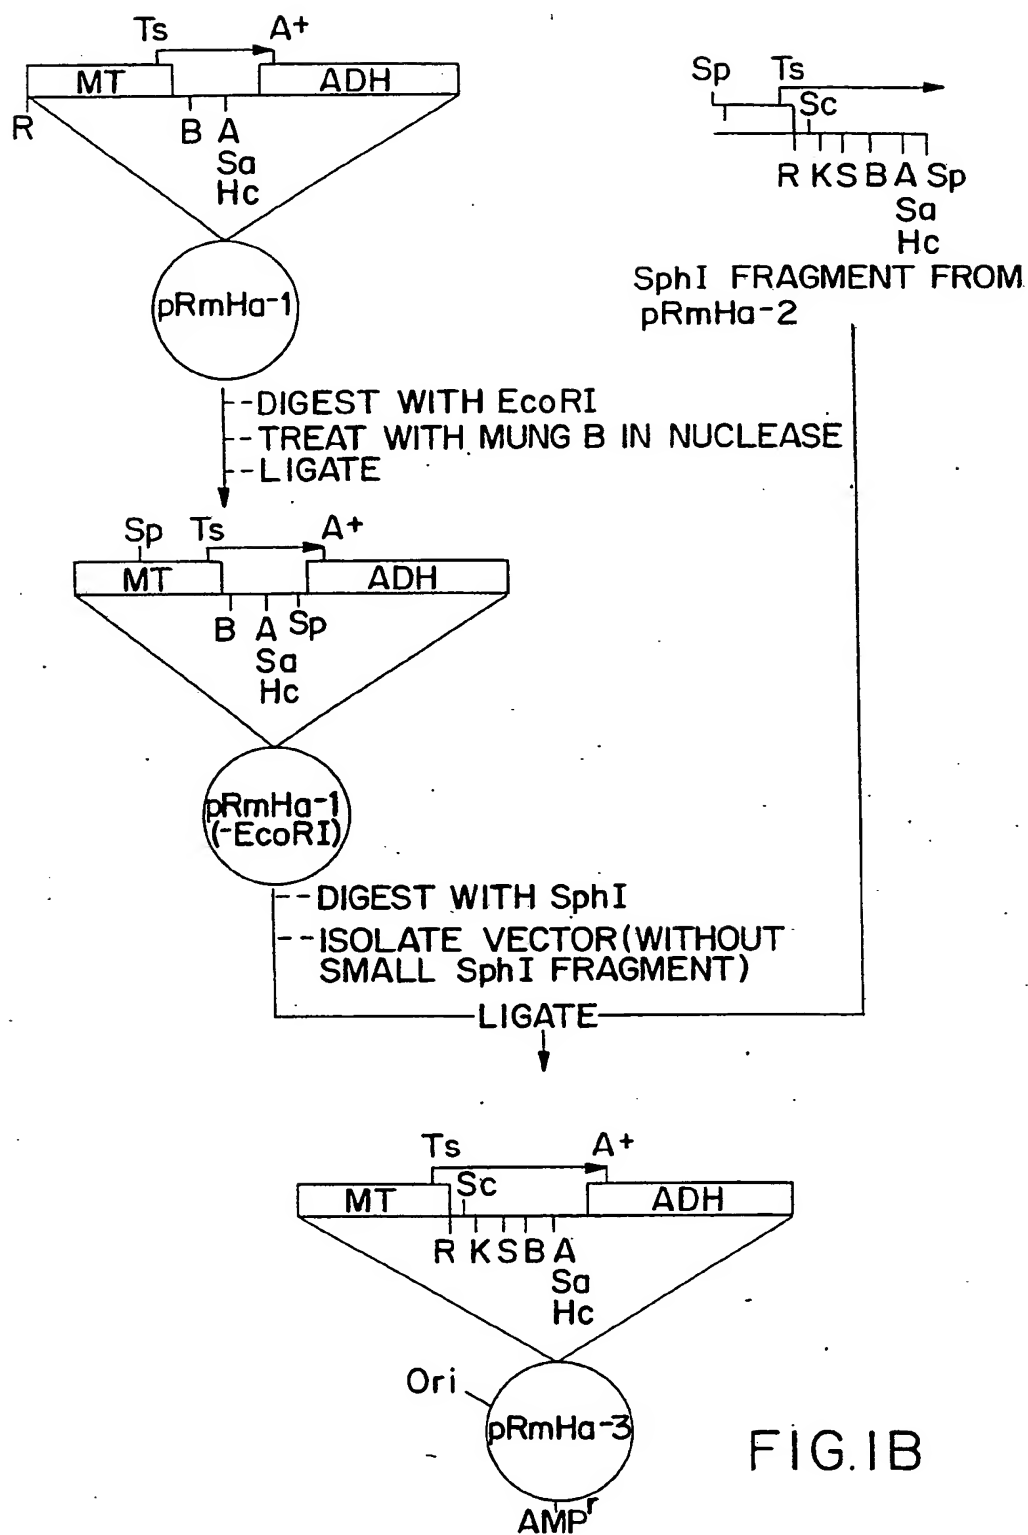 Ts A+
MT ADH
R B A
Sa
Hc
pRmHa-1
Sp Ts
Sc
R K S B A Sp
Sa
Hc
SphI FRAGMENT FROM
pRmHa-2
--DIGEST WITH EcoRI
--TREAT WITH MUNG B IN NUCLEASE
--LIGATE
Sp Ts A+
MT ADH
B A Sp
Sa
Hc
pRmHa-1
(-EcoRI)
--DIGEST WITH SphI
--ISOLATE VECTOR (WITHOUT
SMALL SphI FRAGMENT)
LIGATE
Ts A+
Sc
MT ADH
R K S B A
Sa
Hc
Ori
pRmHa-3
AMPr
FIG. 1B